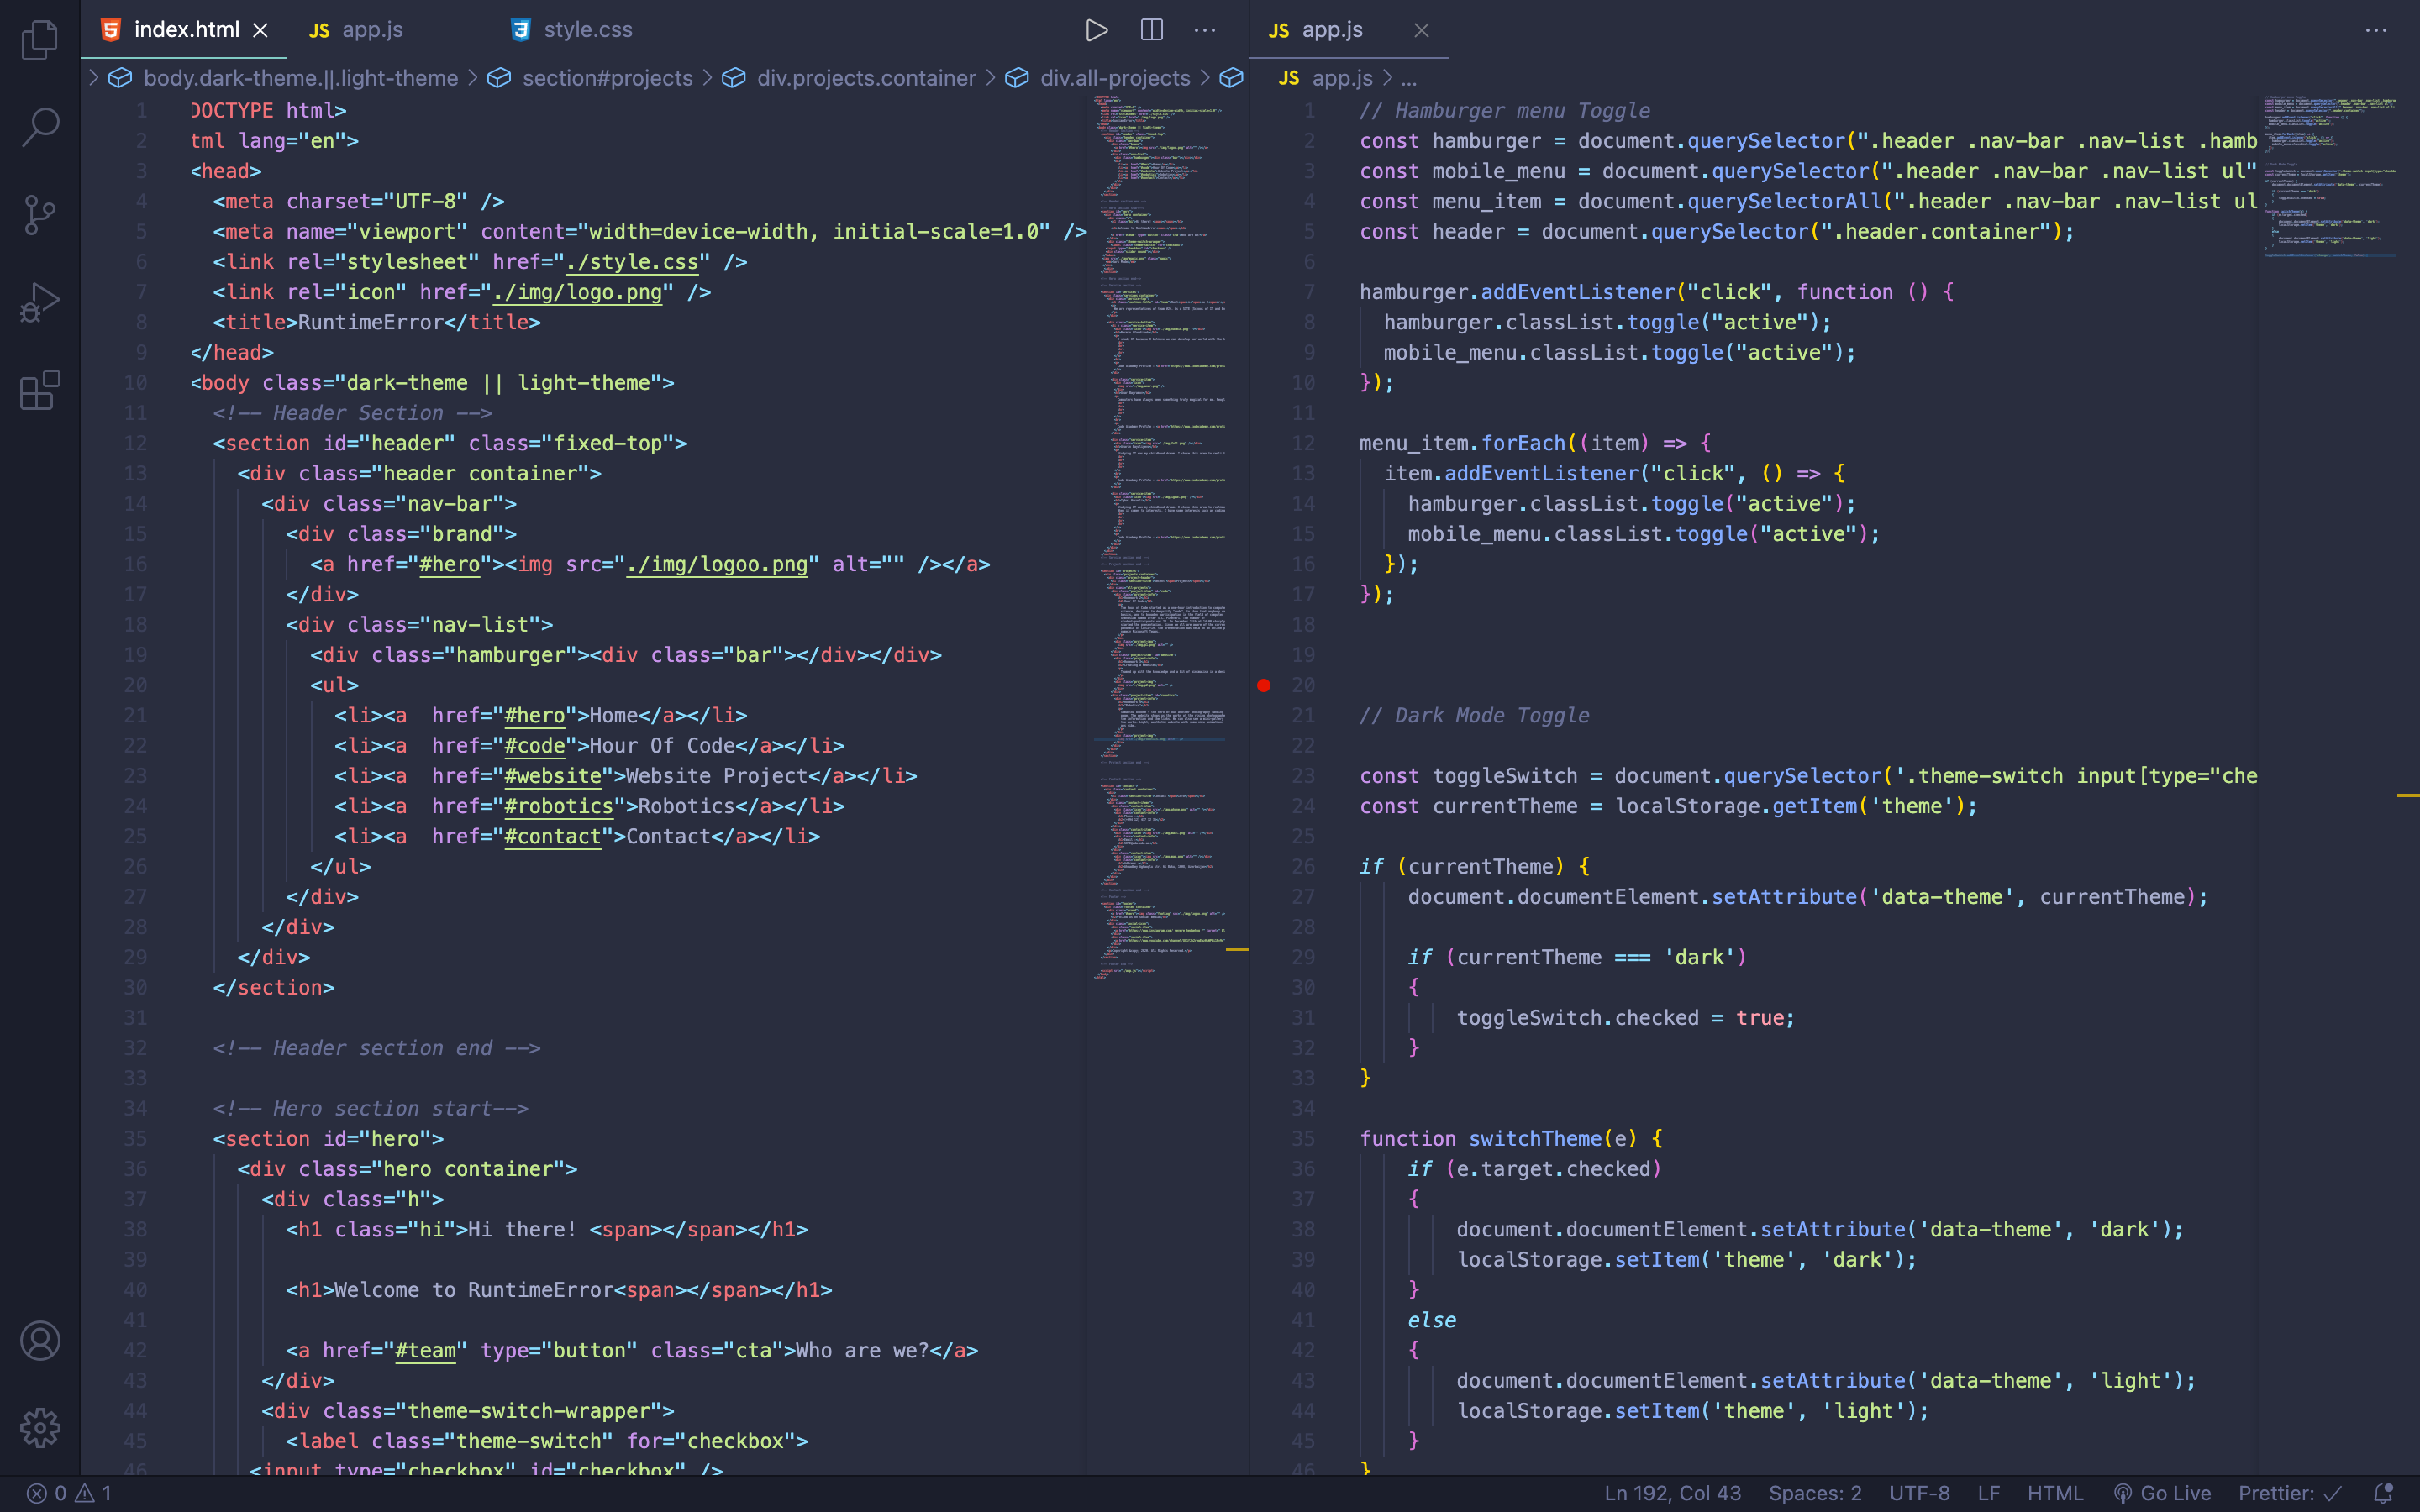 index.html
JS app.js
style.css
JS app.js
body.dark-theme.||.light-theme > section#projects > div.projects.container > div.all-projects >
JS app.js > ...
1 DOCTYPE html>
2 tml lang="en">
3 <head>
4 <meta charset="UTF-8" />
5 <meta name="viewport" content="width=device-width, initial-scale=1.0" />
6 <link rel="stylesheet" href="./style.css" />
7 <link rel="icon" href="./img/logo.png" />
8 <title>RuntimeError</title>
9 </head>
10 <body class="dark-theme || light-theme">
11 <!-- Header Section -->
12 <section id="header" class="fixed-top">
13 <div class="header container">
14 <div class="nav-bar">
15 <div class="brand">
16 <a href="#hero"><img src="./img/logoo.png" alt="" /></a>
17 </div>
18 <div class="nav-list">
19 <div class="hamburger"><div class="bar"></div></div>
20 <ul>
21 <li><a  href="#hero">Home</a></li>
22 <li><a  href="#code">Hour Of Code</a></li>
23 <li><a  href="#website">Website Project</a></li>
24 <li><a  href="#robotics">Robotics</a></li>
25 <li><a  href="#contact">Contact</a></li>
26 </ul>
27 </div>
28 </div>
29 </div>
30 </section>
31
32 <!-- Header section end -->
33
34 <!-- Hero section start-->
35 <section id="hero">
36 <div class="hero container">
37 <div class="h">
38 <h1 class="hi">Hi there! <span></span></h1>
39
40 <h1>Welcome to RuntimeError<span></span></h1>
41
42 <a href="#team" type="button" class="cta">Who are we?</a>
43 </div>
44 <div class="theme-switch-wrapper">
45 <label class="theme-switch" for="checkbox">
46 <input type="checkbox" id="checkbox" />
1 // Hamburger menu Toggle
2 const hamburger = document.querySelector(".header .nav-bar .nav-list .hamb
3 const mobile_menu = document.querySelector(".header .nav-bar .nav-list ul"
4 const menu_item = document.querySelectorAll(".header .nav-bar .nav-list ul
5 const header = document.querySelector(".header.container");
6
7 hamburger.addEventListener("click", function () {
8 hamburger.classList.toggle("active");
9 mobile_menu.classList.toggle("active");
10 });
11
12 menu_item.forEach((item) => {
13 item.addEventListener("click", () => {
14 hamburger.classList.toggle("active");
15 mobile_menu.classList.toggle("active");
16 });
17 });
18
19
20
21 // Dark Mode Toggle
22
23 const toggleSwitch = document.querySelector('.theme-switch input[type="che
24 const currentTheme = localStorage.getItem('theme');
25
26 if (currentTheme) {
27 document.documentElement.setAttribute('data-theme', currentTheme);
28
29 if (currentTheme === 'dark')
30 {
31 toggleSwitch.checked = true;
32 }
33 }
34
35 function switchTheme(e) {
36 if (e.target.checked)
37 {
38 document.documentElement.setAttribute('data-theme', 'dark');
39 localStorage.setItem('theme', 'dark');
40 }
41 else
42 {
43 document.documentElement.setAttribute('data-theme', 'light');
44 localStorage.setItem('theme', 'light');
45 }
46 }
0 1
Ln 192, Col 43 Spaces: 2 UTF-8 LF HTML Go Live Prettier: ✓